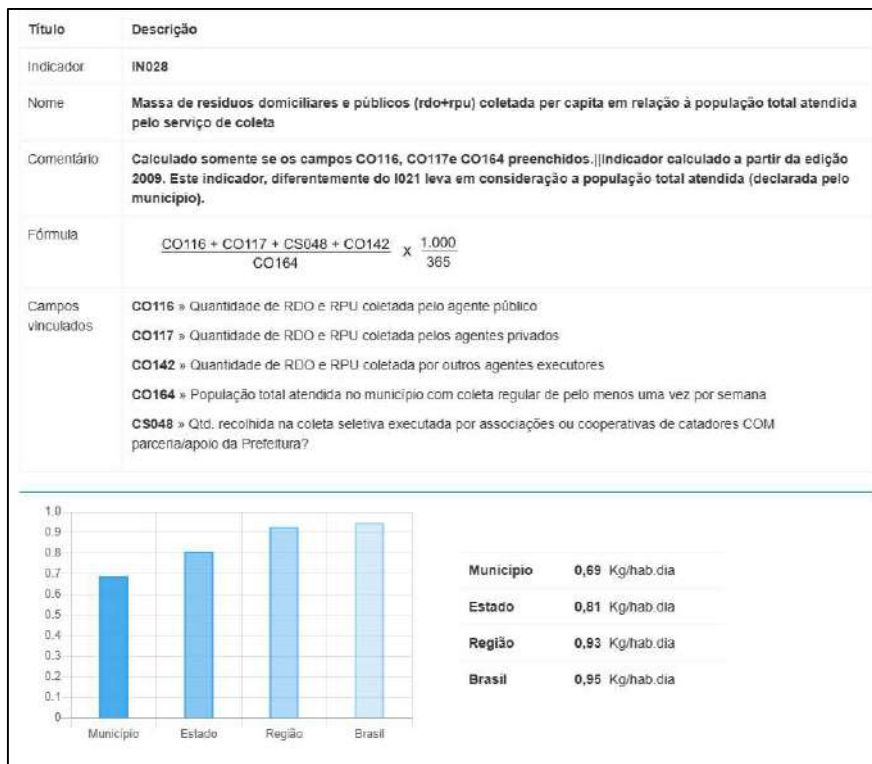 Título Descrição
Indicador IN028
Nome Massa de resíduos domiciliares e públicos (rdo+rpu) coletada per capita em relação à população total atendida
pelo serviço de coleta
Comentário Calculado somente se os campos CO116, CO117e CO164 preenchidos.||Indicador calculado a partir da edição
2009. Este indicador, diferentemente do I021 leva em consideração a população total atendida (declarada pelo
município).
Fórmula
CO116 + CO117 + CS048 + CO142
CO164
x
1.000
365
Campos
vinculados
CO116 » Quantidade de RDO e RPU coletada pelo agente público
CO117 » Quantidade de RDO e RPU coletada pelos agentes privados
CO142 » Quantidade de RDO e RPU coletada por outros agentes executores
CO164 » População total atendida no município com coleta regular de pelo menos uma vez por semana
CS048 » Qtd. recolhida na coleta seletiva executada por associações ou cooperativas de catadores COM
parceria/apoio da Prefeitura?
1.0
0.9
0.8
0.7
0.6
0.5
0.4
0.3
0.2
0.1
0
Município Estado Região Brasil
Município 0,69 Kg/hab.dia
Estado 0,81 Kg/hab.dia
Região 0,93 Kg/hab.dia
Brasil 0,95 Kg/hab.dia